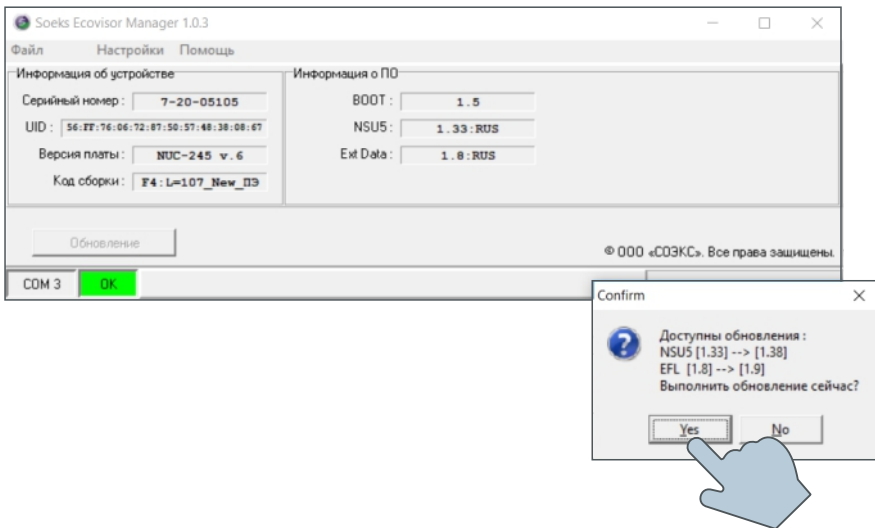 Soeks Ecovisor Manager 1.0.3
Файл Настройки Помощь
Информация об устройстве
Серийный номер : 7-20-05105
UID : 56:FF:76:06:72:87:50:57:48:38:08:67
Версия платы : NUC-245 v.6
Код сборки : F4:L=107_New_ПЭ
Информация о ПО
BOOT : 1.5
NSU5 : 1.33:RUS
Ext Data : 1.8:RUS
Обновление
© ООО «СОЭКС». Все права защищены.
COM 3 OK
Confirm
Доступны обновления :
NSU5 [1.33] --> [1.38]
EFL [1.8] --> [1.9]
Выполнить обновление сейчас?
Yes No